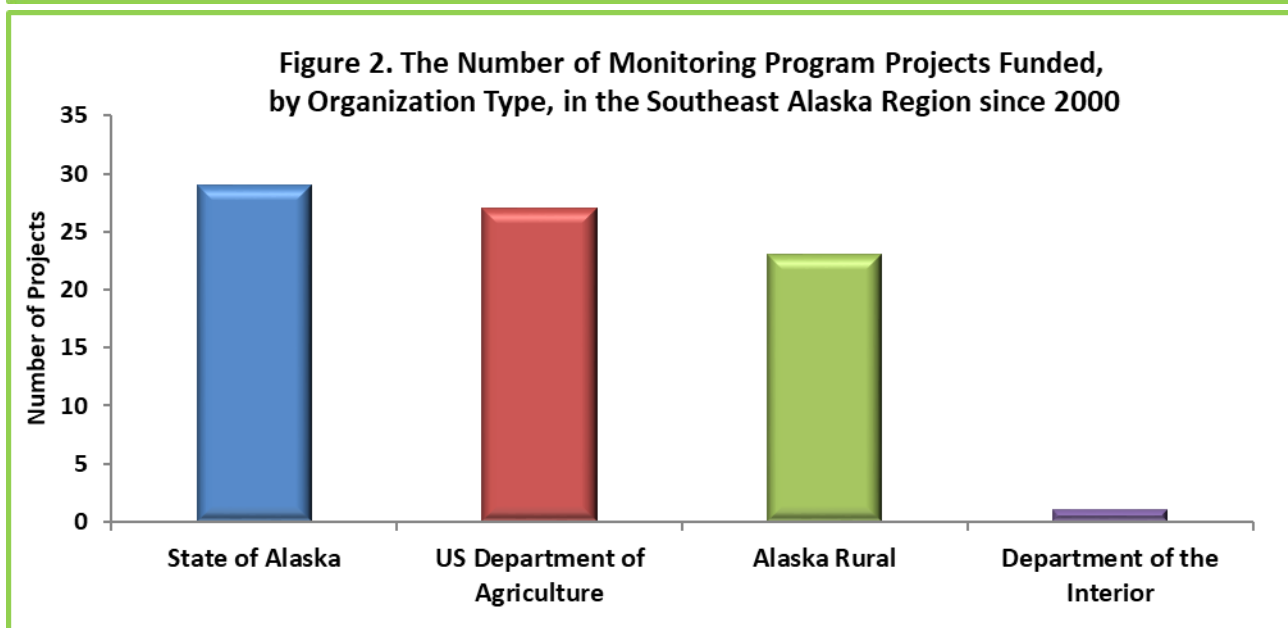 Figure 2. The Number of Monitoring Program Projects Funded,
by Organization Type, in the Southeast Alaska Region since 2000
Number of Projects
35
30
25
20
15
10
5
0
State of Alaska
US Department of
Agriculture
Alaska Rural
Department of the
Interior